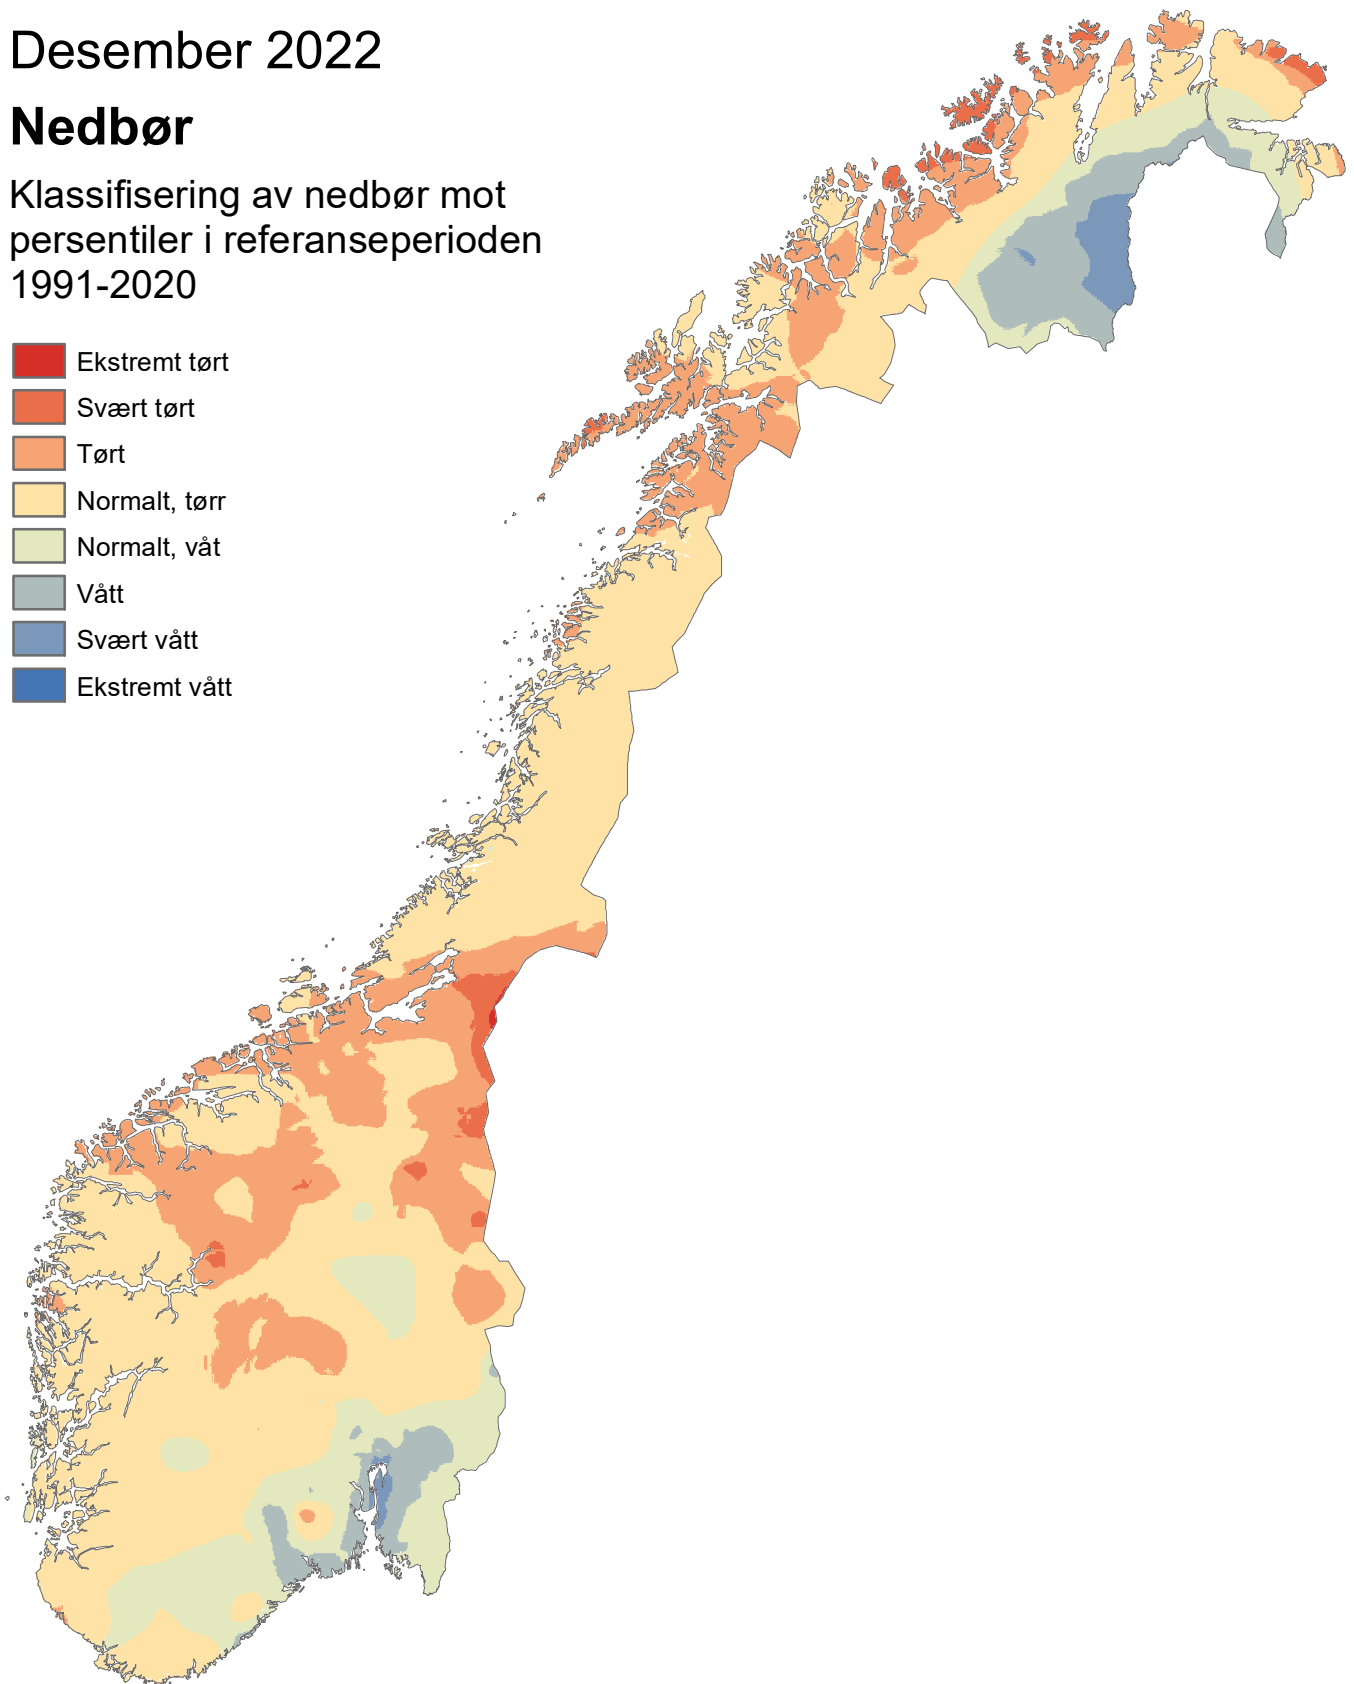 Desember 2022
Nedbør
Klassifisering av nedbør mot
persentiler i referanseperioden
1991-2020
Ekstremt tørt
Svært tørt
Tørt
Normalt, tørr
Normalt, våt
Vått
Svært vått
Ekstremt vått